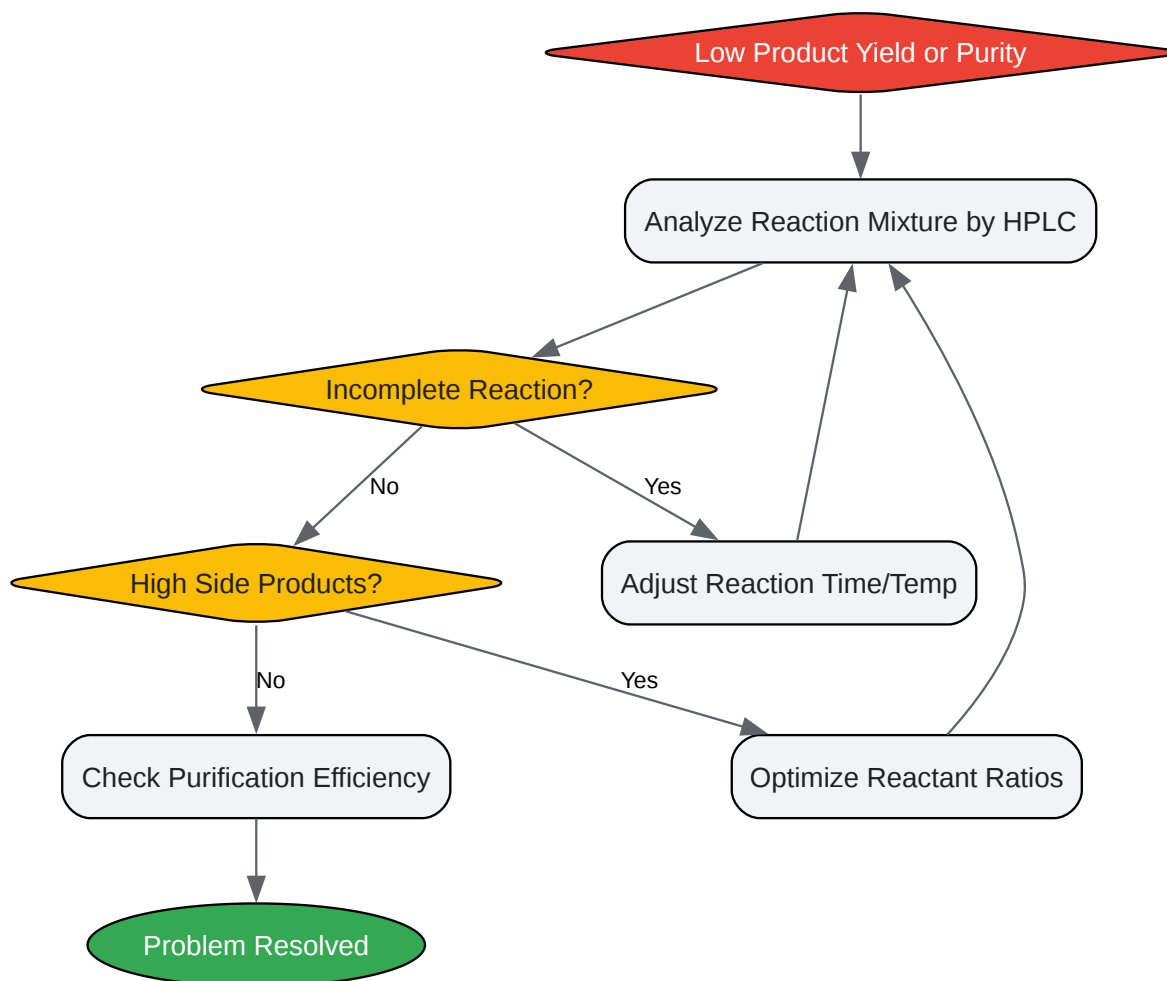 Low Product Yield or Purity
Analyze Reaction Mixture by HPLC
Incomplete Reaction?
No
Yes
High Side Products?
Adjust Reaction Time/Temp
No
Yes
Check Purification Efficiency
Optimize Reactant Ratios
Problem Resolved